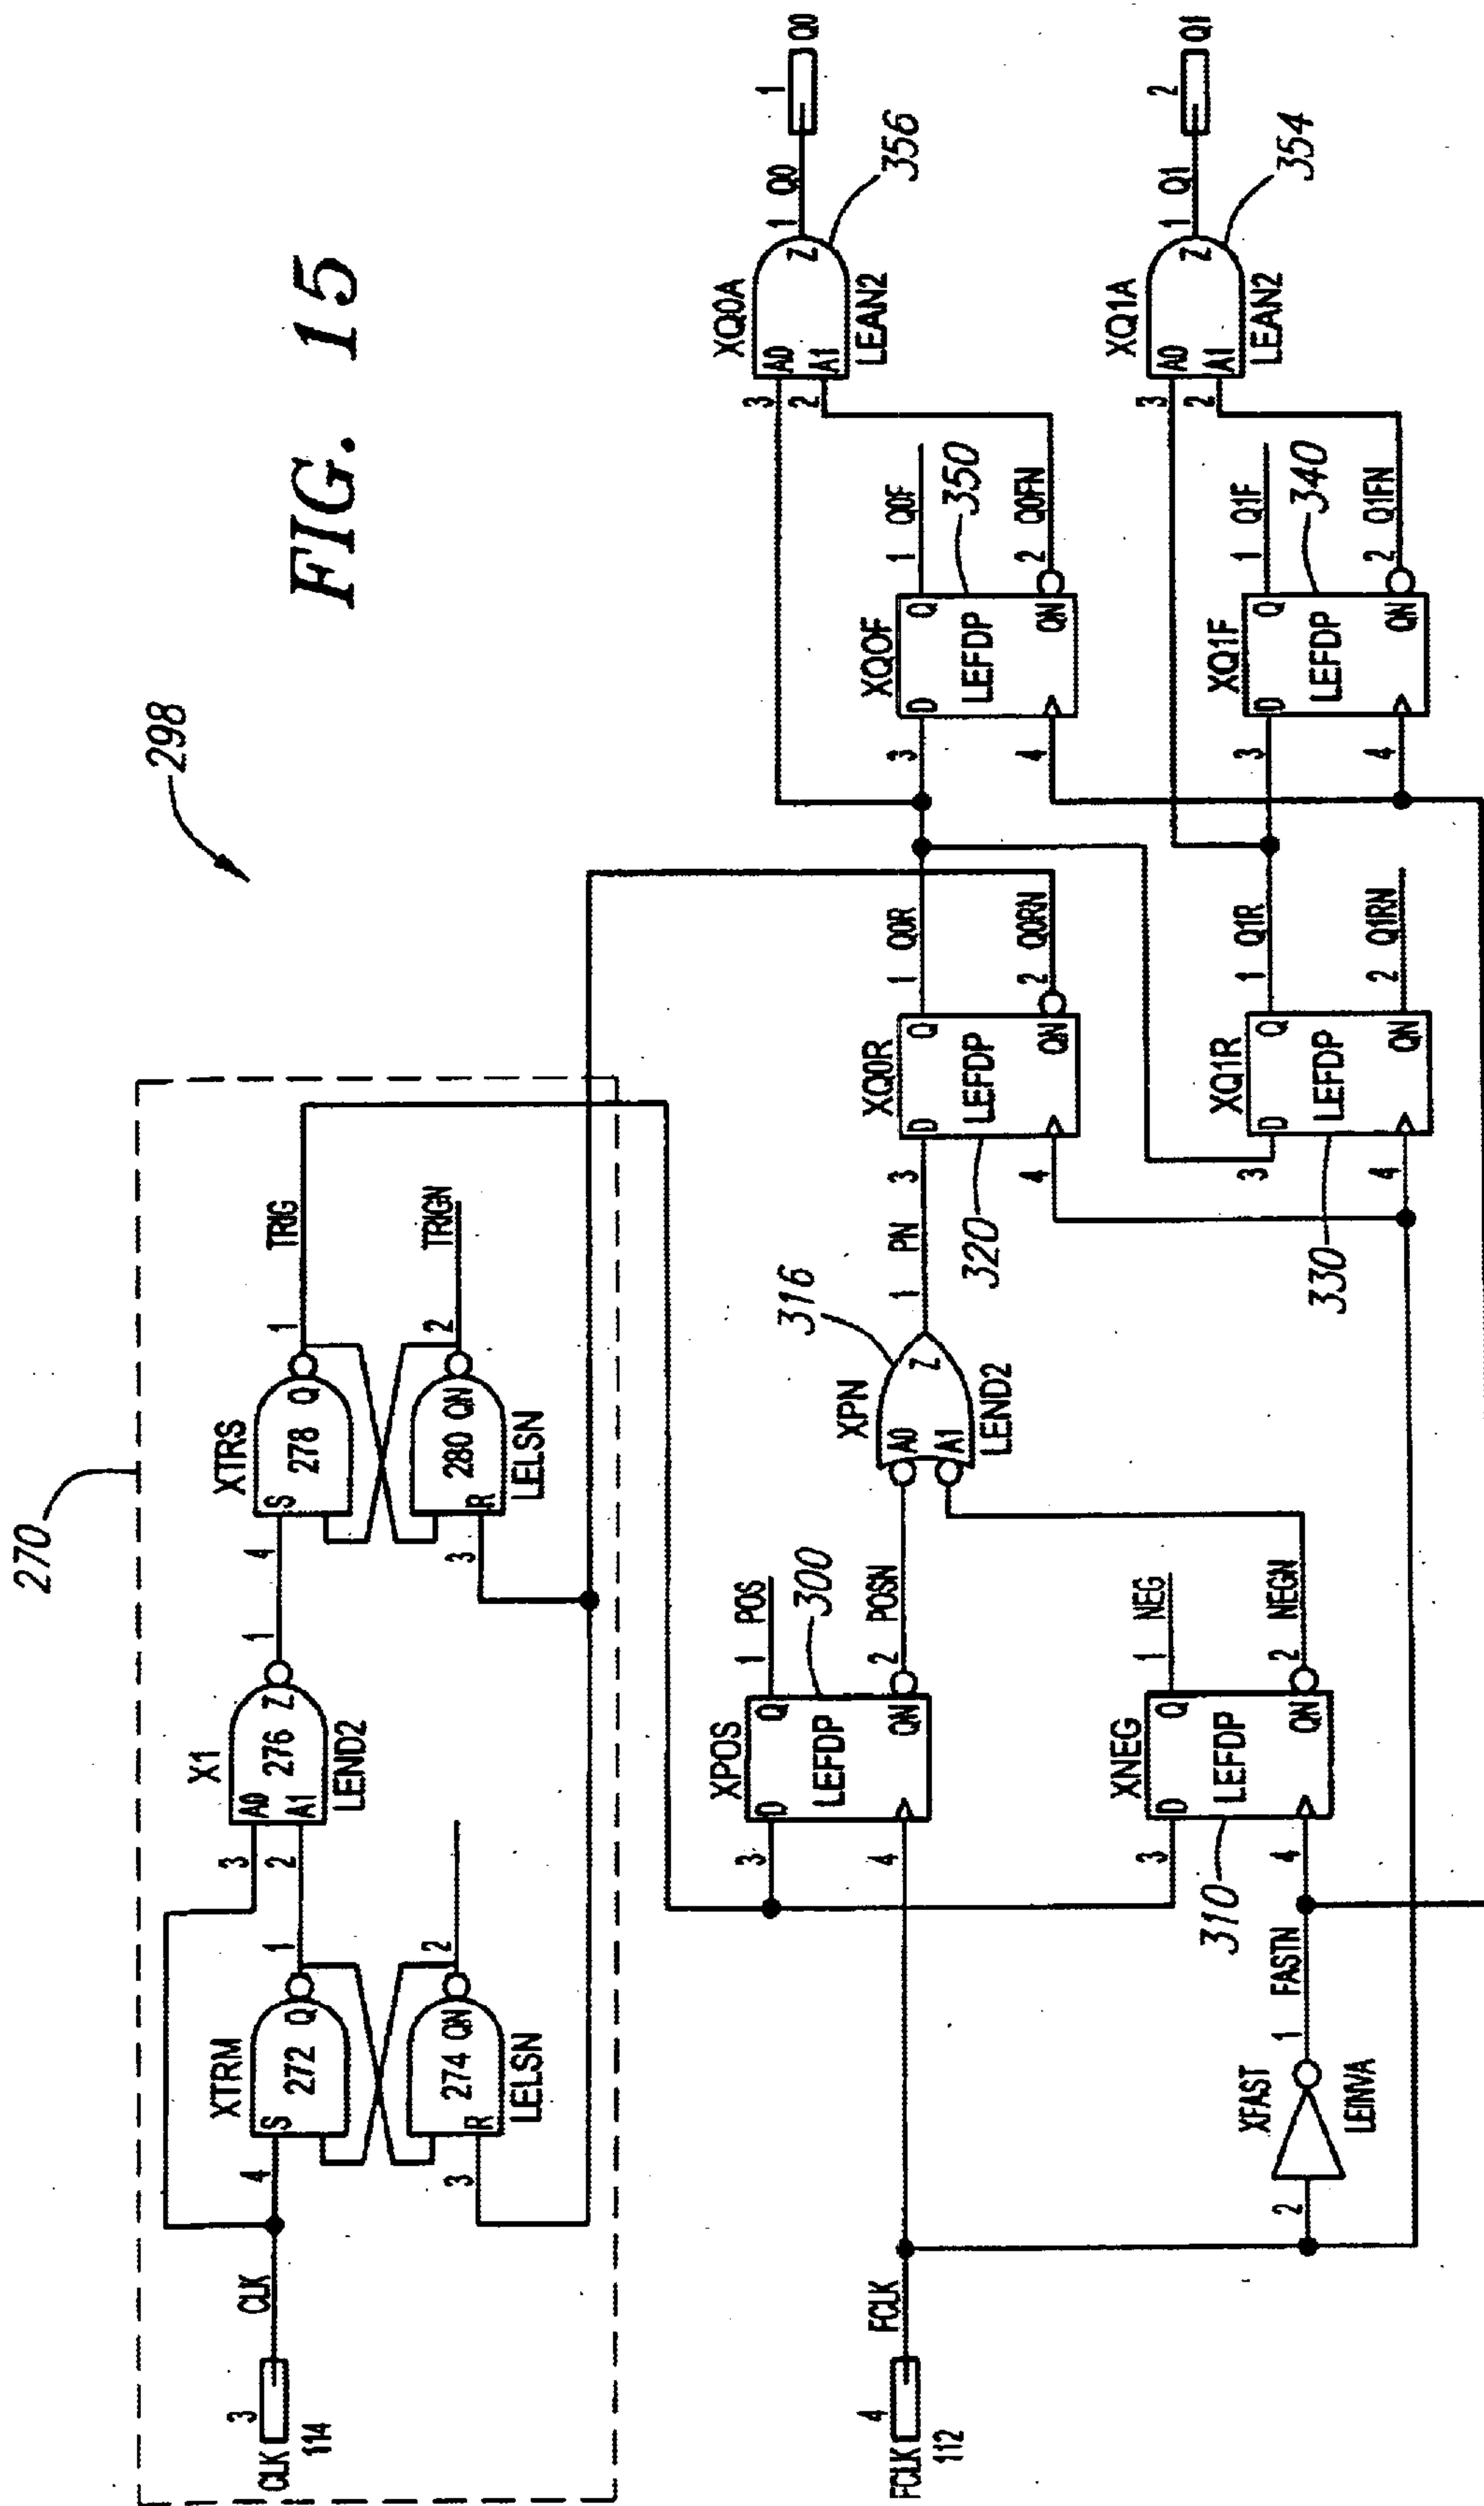 FIG. 15
298
270
CLK
3
114
CLK
4
XTRM
S
272
Q
274
QN
R
3
LELSN
1
2
3
2
X1
A0
A1
276
Z
LEND2
1
4
XTRS
S
278
Q
280
QN
R
3
LELSN
1
TRIG
2
TRIGN
FCLK
4
112
FCLK
2
XFAST
LEINVA
1
FASTN
3
4
XPOS
D
Q
LEFDP
QN
1
POS
300
2
POSN
3
4
310
XNEG
D
Q
LEFDP
QN
1
NEG
2
NEGN
XPN
A0
A1
Z
LEND2
316
1
PN
3
4
320
XQ0R
D
Q
LEFDP
QN
1
Q0R
2
Q0RN
3
4
330
XQ1R
D
Q
LEFDP
QN
1
Q1R
2
Q1RN
3
4
XQ0F
D
Q
LEFDP
QN
1
Q0F
350
2
Q0FN
3
4
XQ1F
D
Q
LEFDP
QN
1
Q1F
340
2
Q1FN
3
2
XQ0A
A0
A1
Z
LEAN2
1
Q0
356
1
Q0
3
2
XQ1A
A0
A1
Z
LEAN2
1
Q1
354
2
Q1